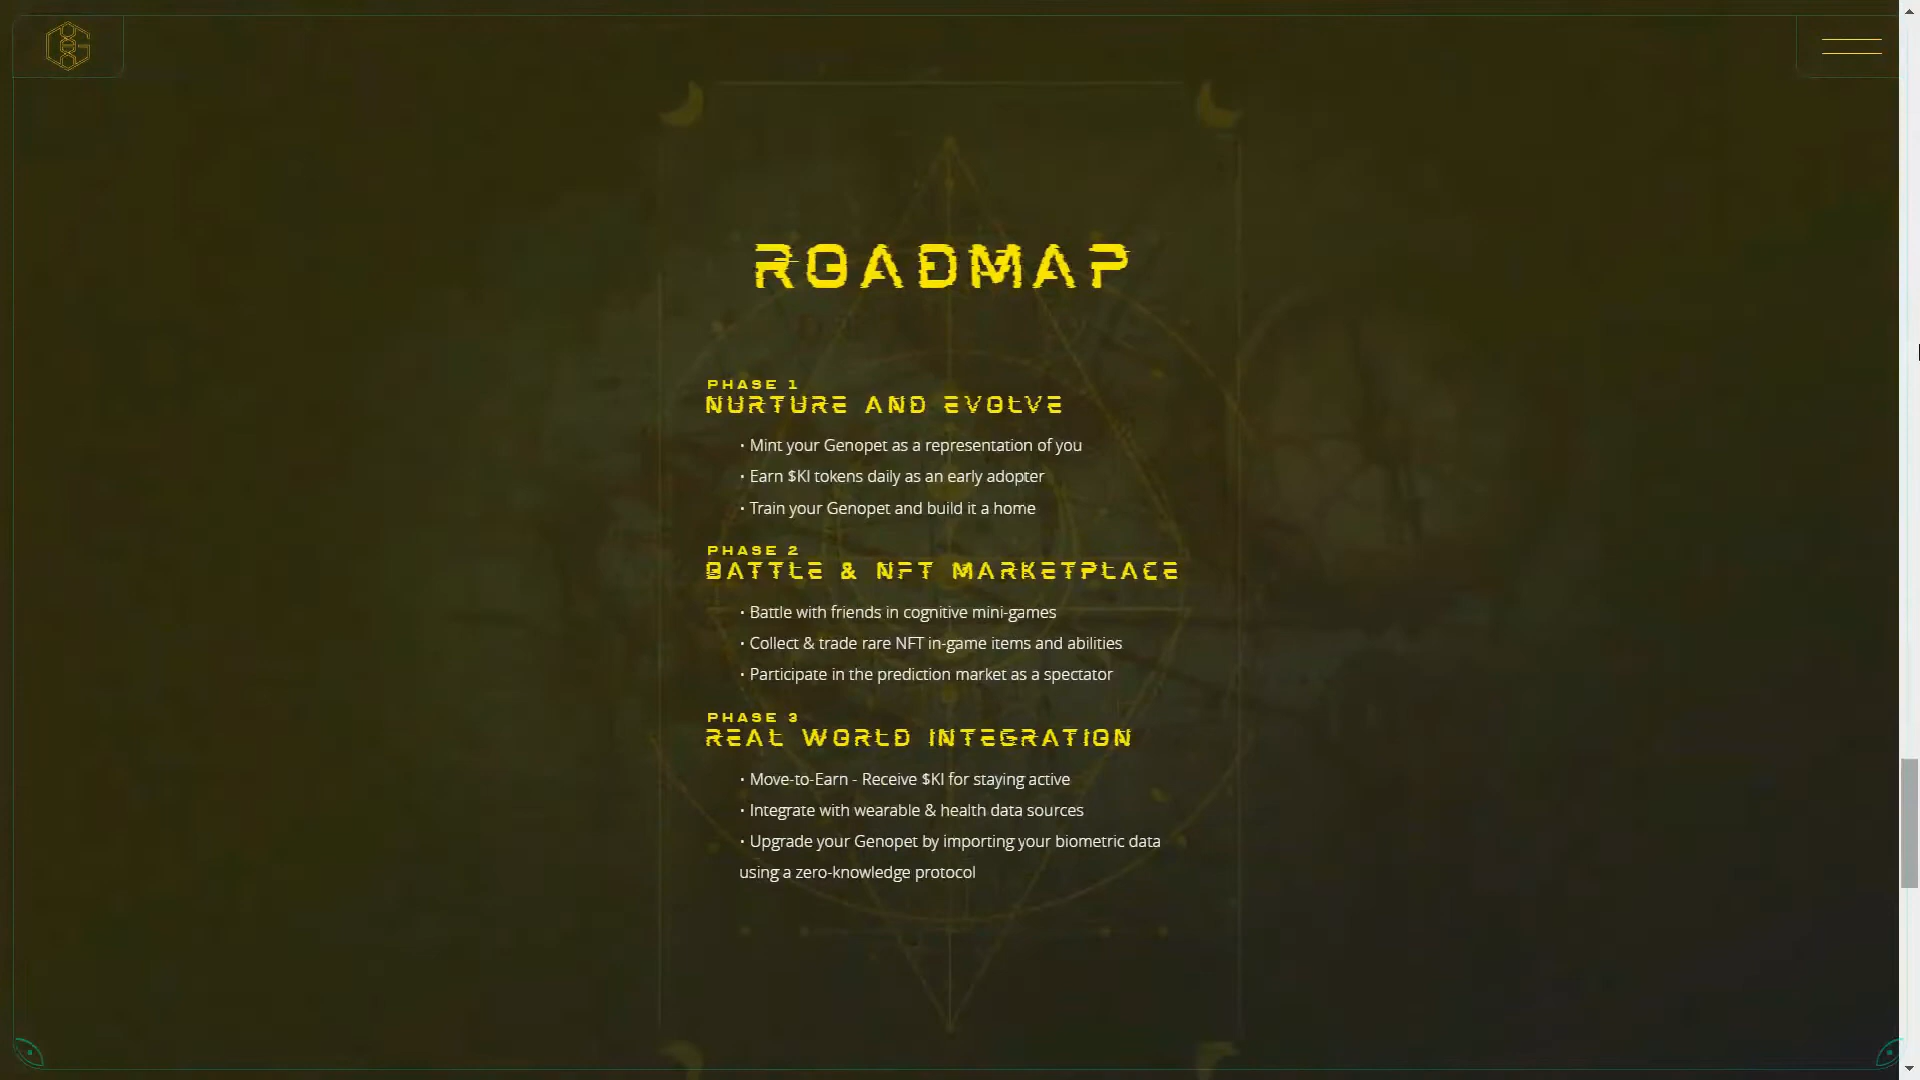 ROADMAP
PHASE 1
NURTURE AND EVOLVE
• Mint your Genopet as a representation of you
• Earn $KI tokens daily as an early adopter
• Train your Genopet and build it a home
PHASE 2
BATTLE & NFT MARKETPLACE
• Battle with friends in cognitive mini-games
• Collect & trade rare NFT in-game items and abilities
• Participate in the prediction market as a spectator
PHASE 3
REAL WORLD INTEGRATION
• Move-to-Earn - Receive $KI for staying active
• Integrate with wearable & health data sources
• Upgrade your Genopet by importing your biometric data
using a zero-knowledge protocol